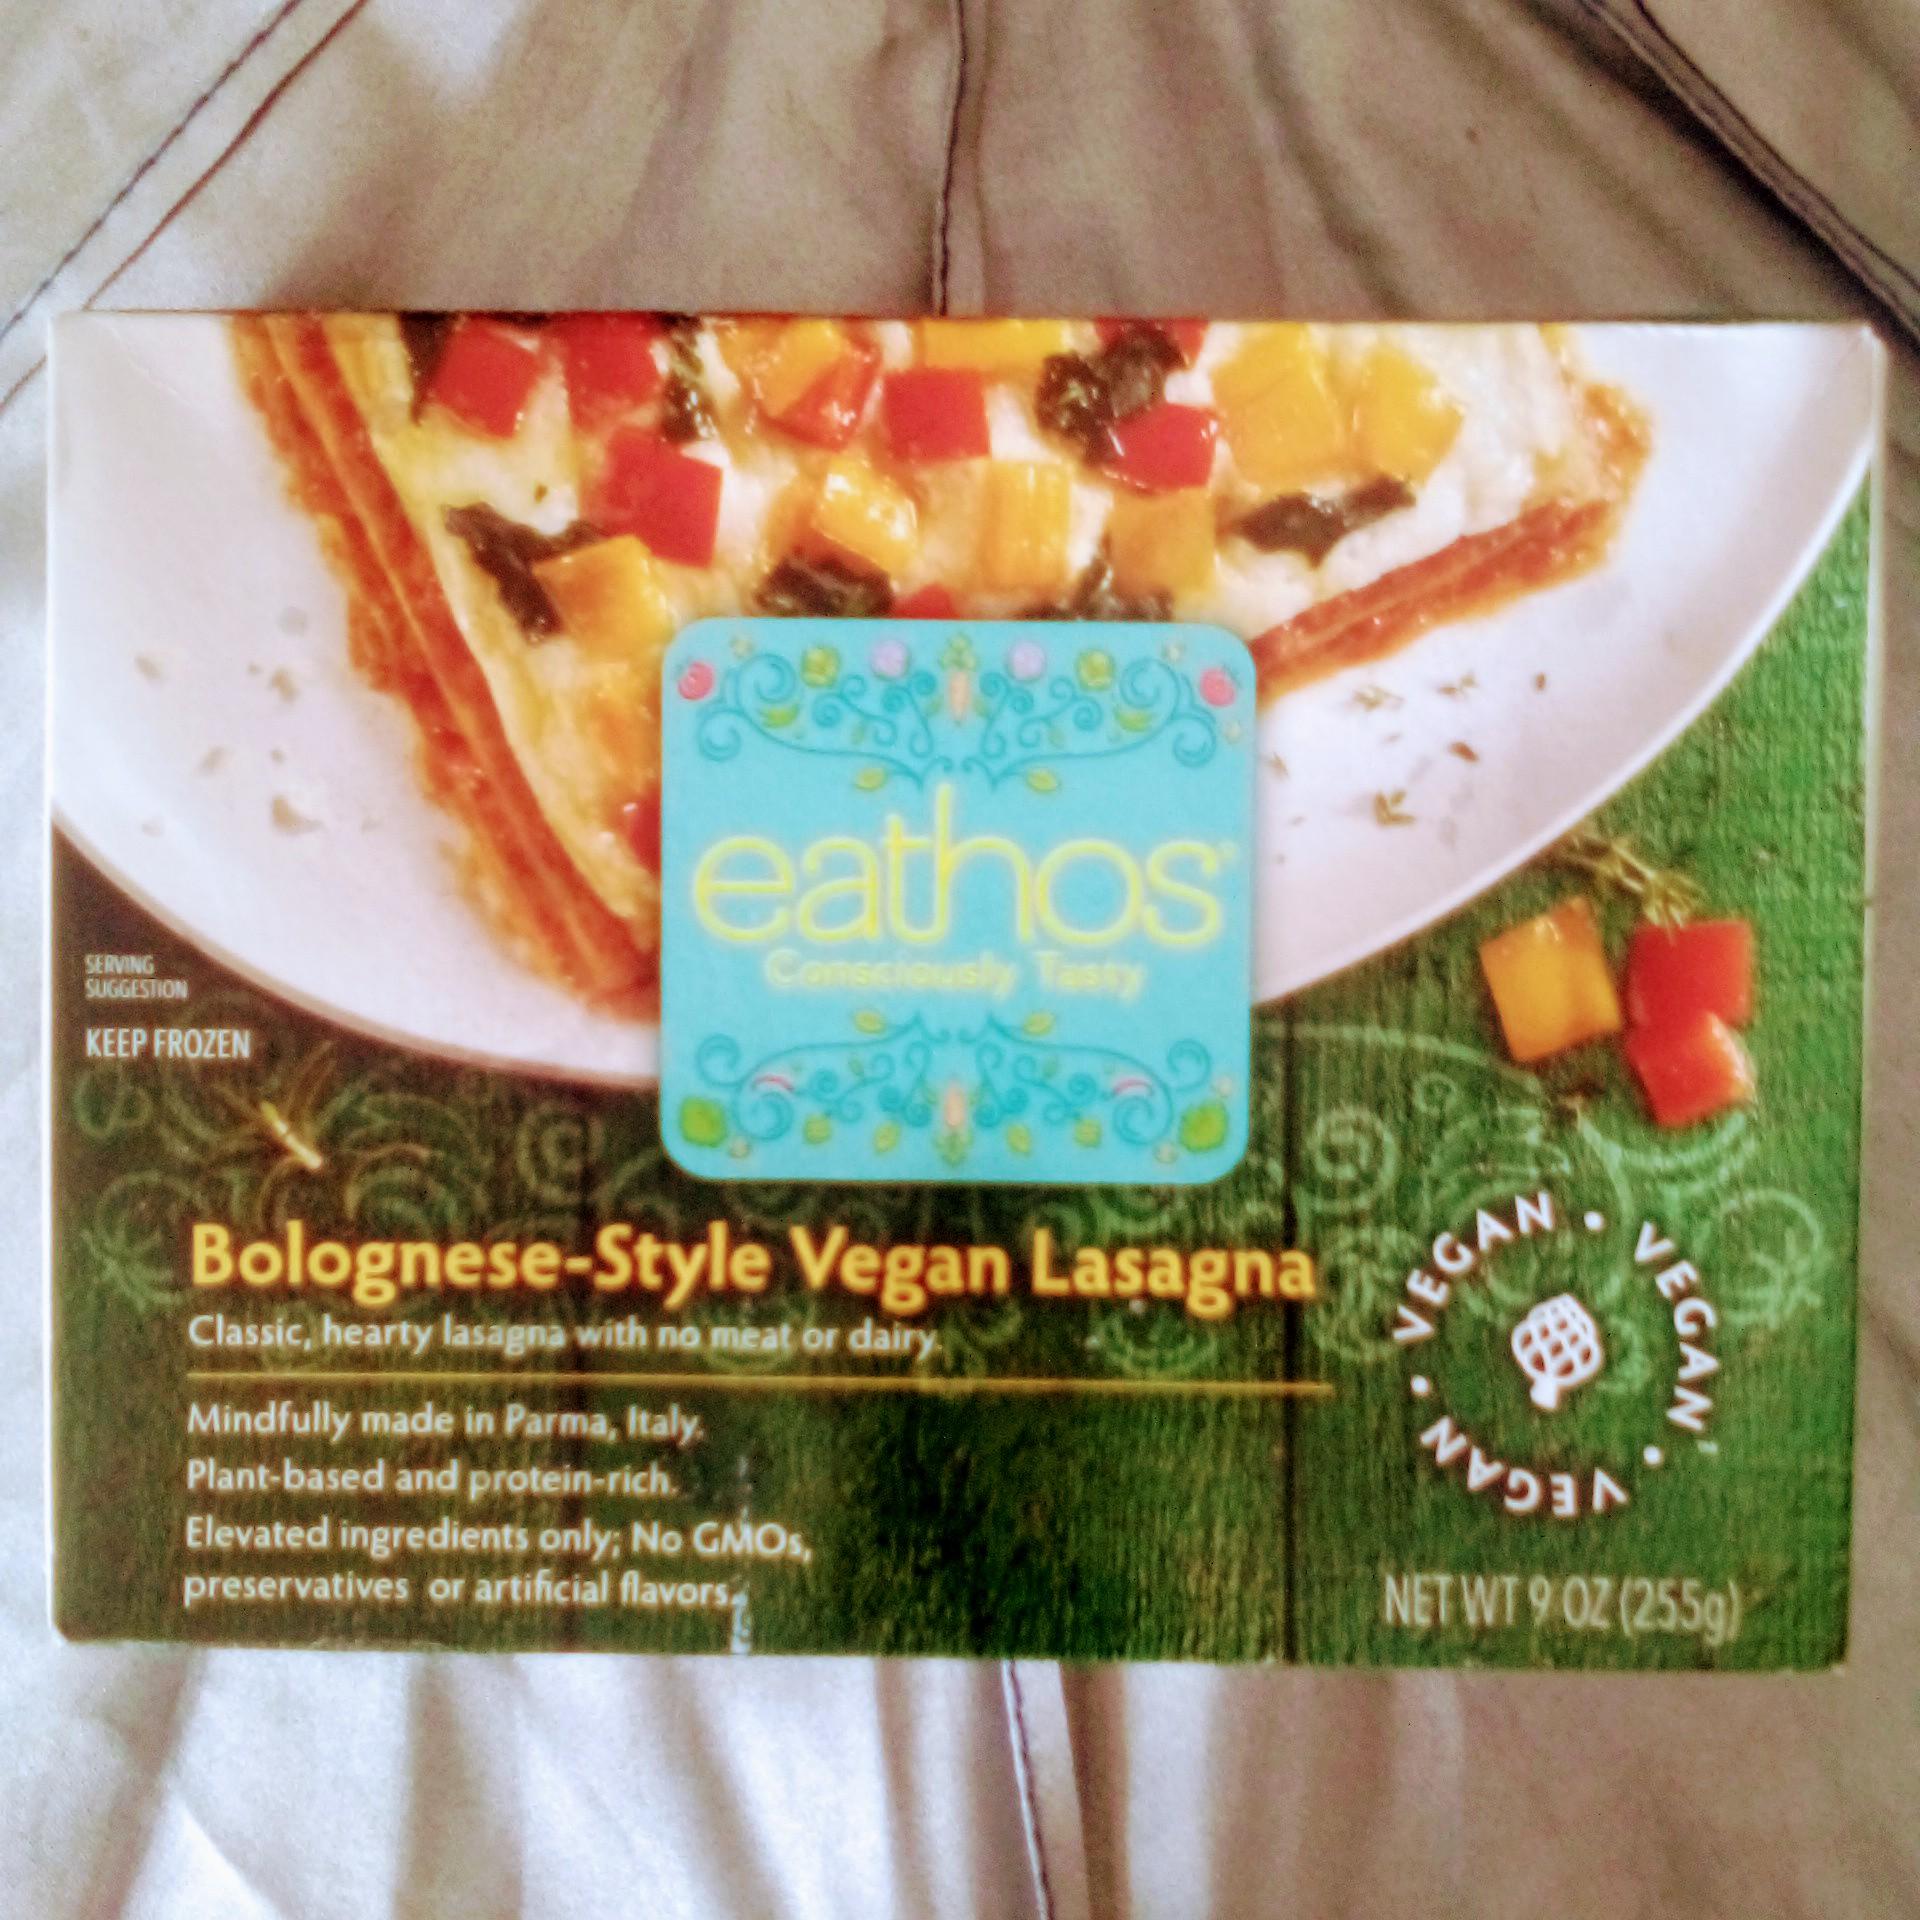 eathos
Consciously Tasty
SERVING
SUGGESTION
KEEP FROZEN
Bolognese-Style Vegan Lasagna
Classic, hearty lasagna with no meat or dairy.
Mindfully made in Parma, Italy.
Plant-based and protein-rich.
Elevated ingredients only; No GMOs,
preservatives or artificial flavors.
VEGAN • VEGAN • VEGAN •
NET WT 9 OZ (255g)